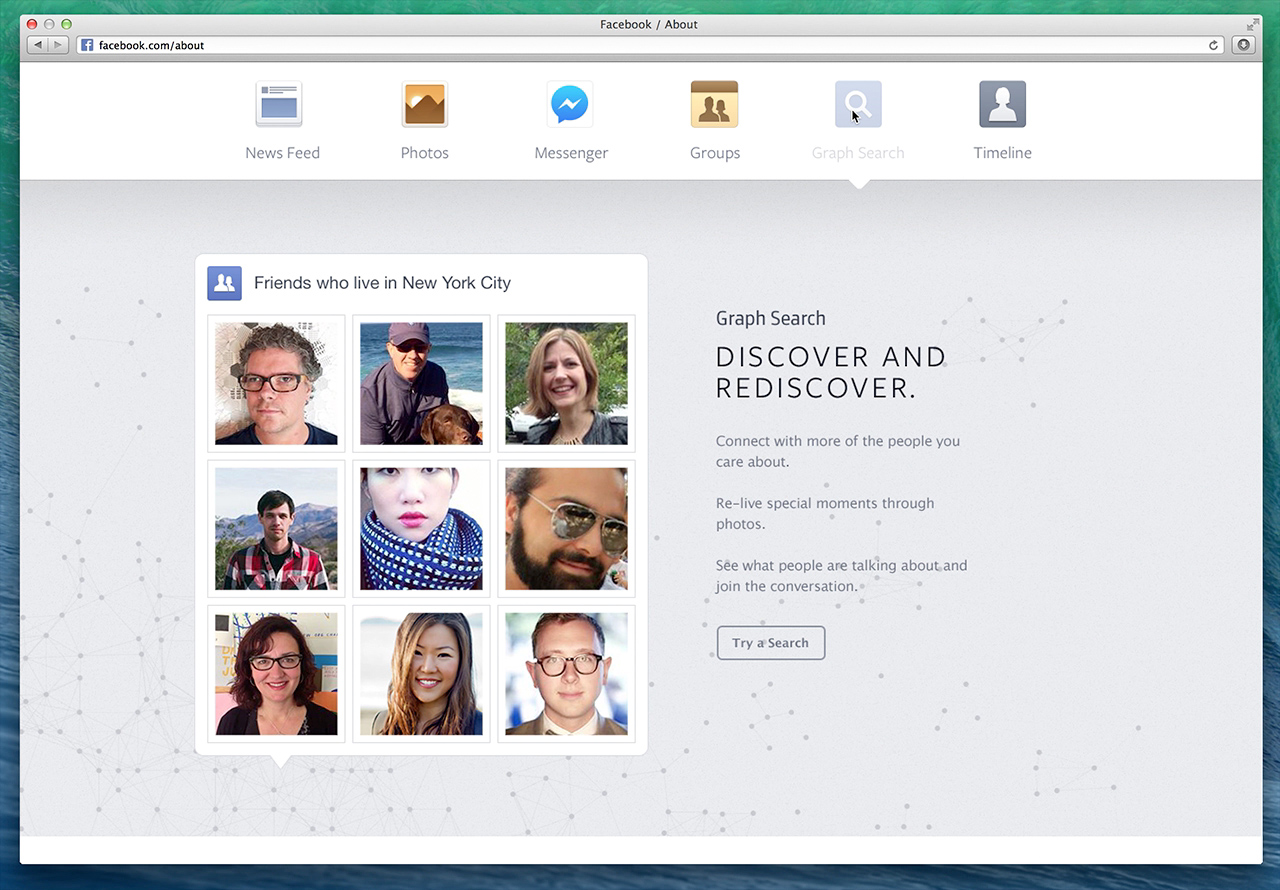 Facebook / About
facebook.com/about
News Feed
Photos
Messenger
Groups
Graph Search
Timeline
Friends who live in New York City
Graph Search
DISCOVER AND
REDISCOVER.
Connect with more of the people you
care about.
Re-live special moments through
photos.
See what people are talking about and
join the conversation.
Try a Search